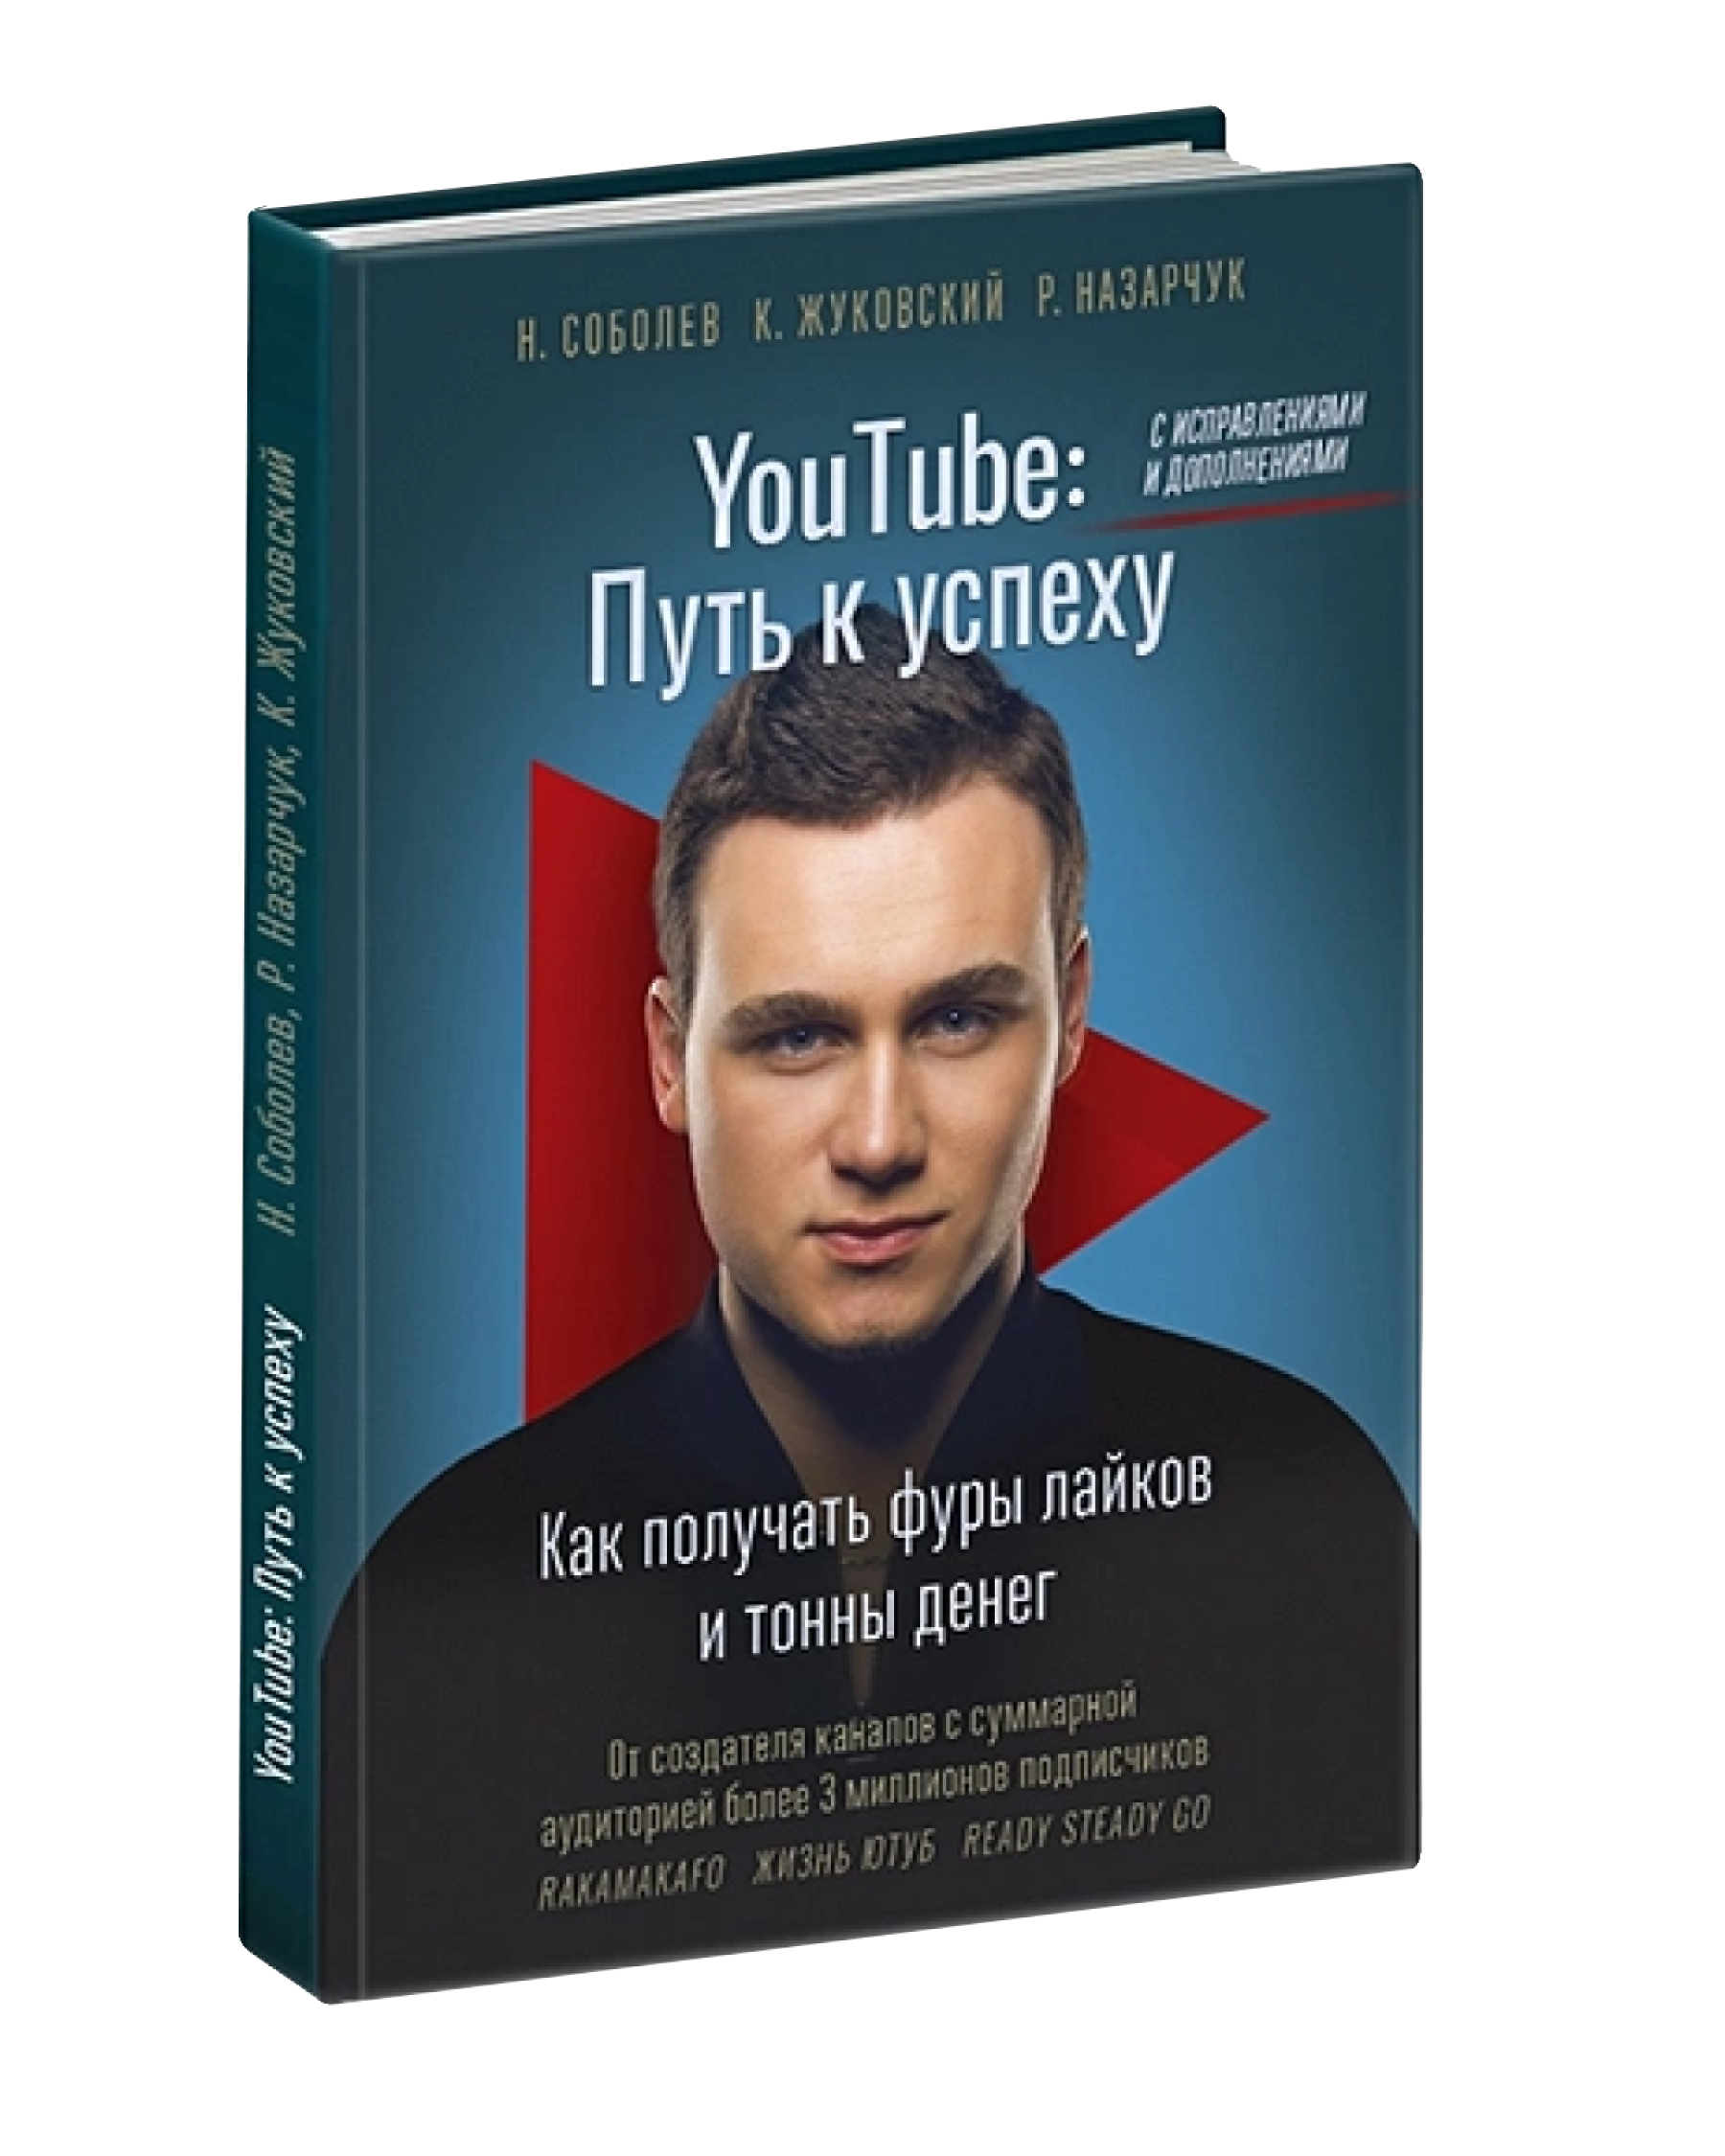 Н. СОБОЛЕВ К. ЖУКОВСКИЙ Р. НАЗАРЧУК
YouTube:
С ИСПРАВЛЕНИЯМИ
И ДОПОЛНЕНИЯМИ
Путь к успеху
Как получать фуры лайков
и тонны денег
От создателя каналов с суммарной
аудиторией более 3 миллионов подписчиков
RAKAMAKAFO ЖИЗНЬ ЮТУБ READY STEADY GO
YouTube: Путь к успеху Н. Соболев, Р. Назарчук, К. Жуковский